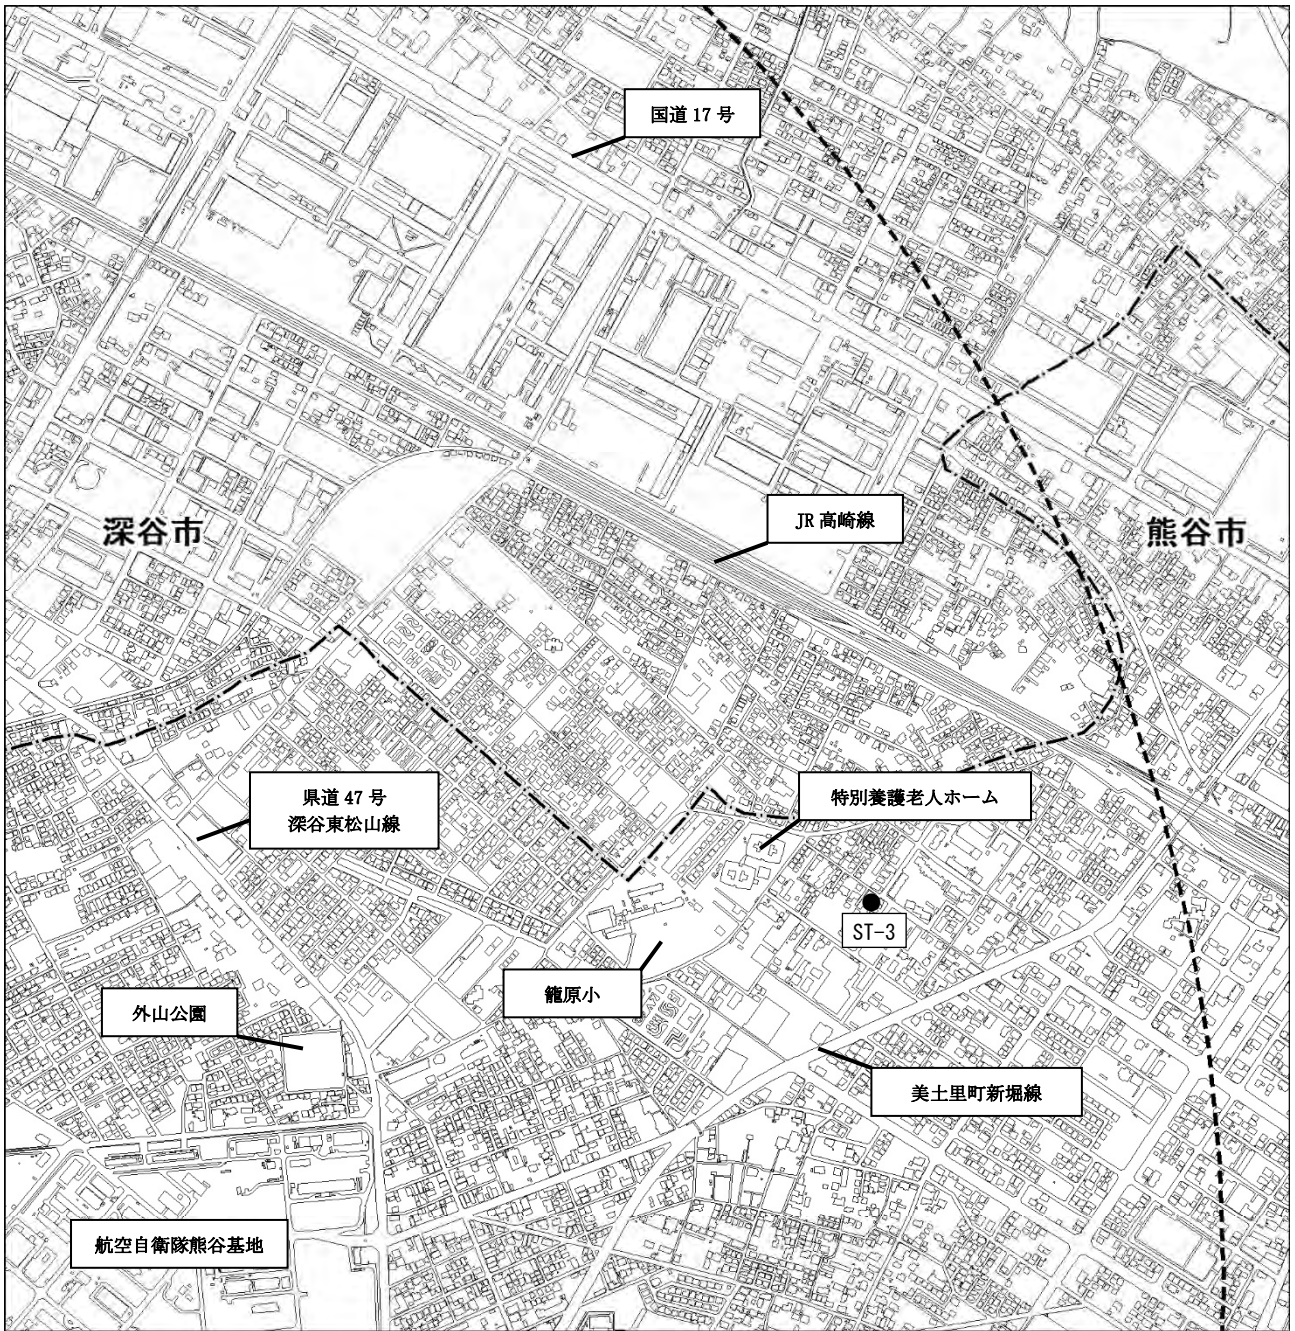 国道 17 号
JR 高崎線
深谷市
熊谷市
県道 47 号
深谷東松山線
特別養護老人ホーム
ST-3
籠原小
外山公園
美土里町新堀線
航空自衛隊熊谷基地